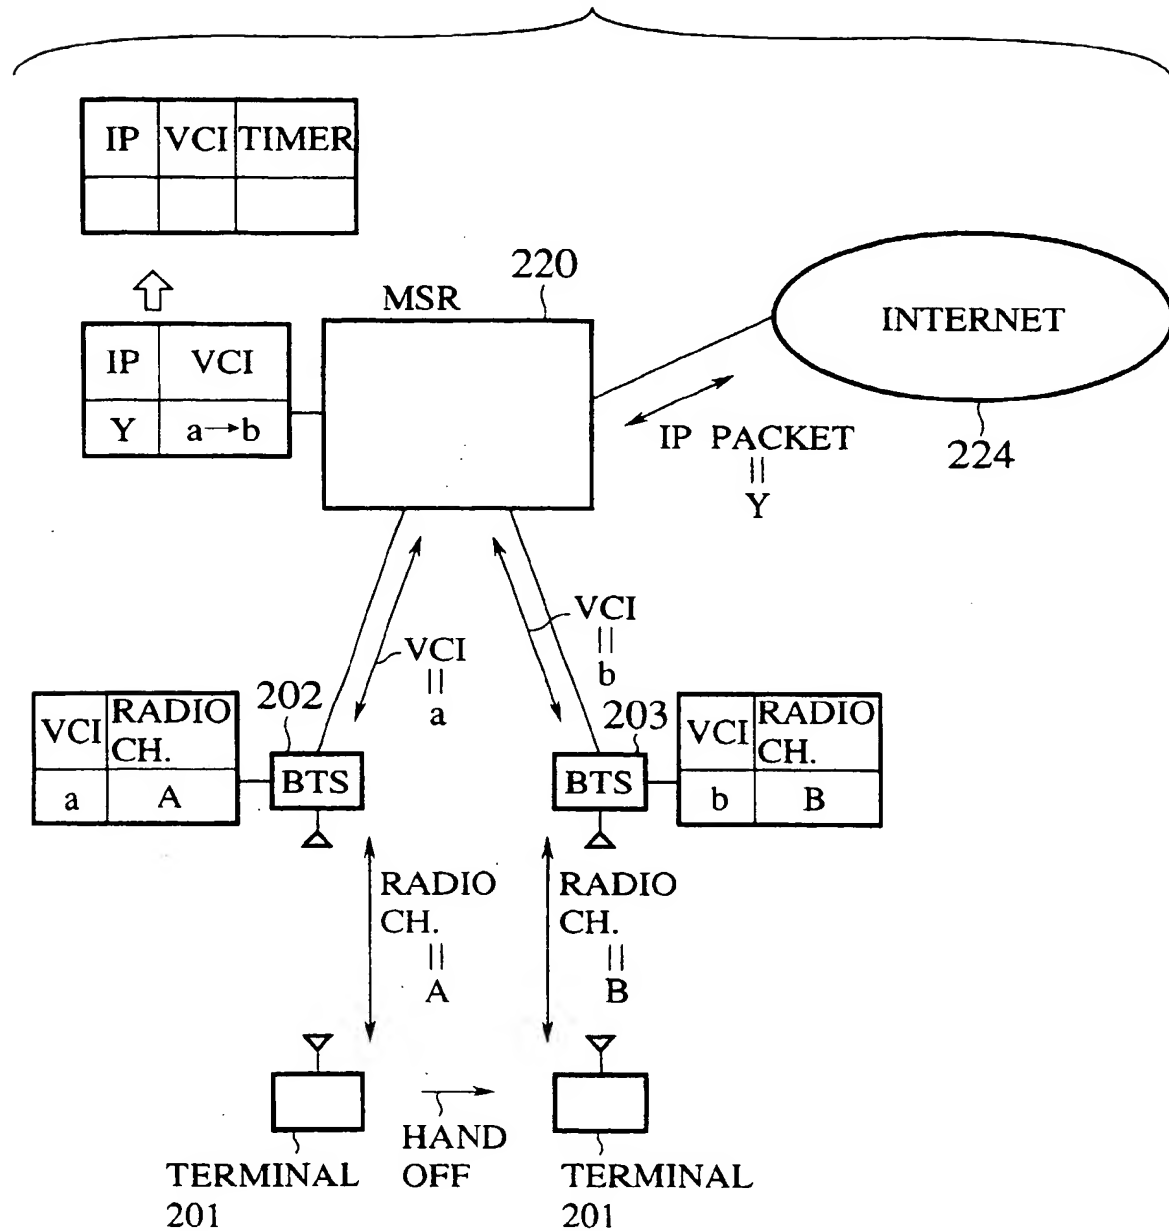 IP VCI TIMER
220
MSR
INTERNET
IP VCI
Y a→b
IP PACKET
||
Y
224
VCI
||
a
VCI
||
b
202
203
VCI RADIO CH.
a A
BTS
BTS
VCI RADIO CH.
b B
RADIO
CH.
||
A
RADIO
CH.
||
B
HAND
OFF
TERMINAL
201
TERMINAL
201